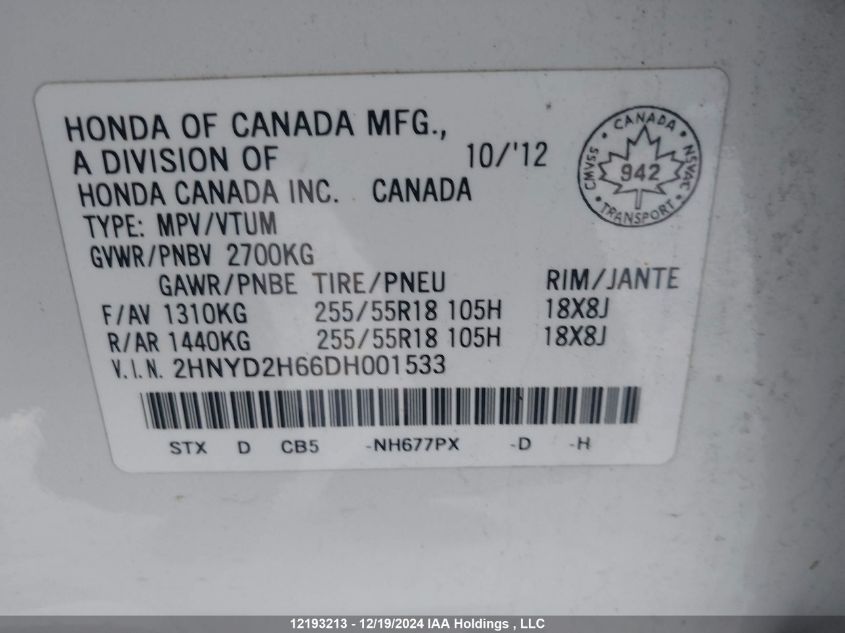 HONDA OF CANADA MFG.,
A DIVISION OF 10/'12
HONDA CANADA INC. CANADA
TYPE: MPV/VTUM
GVWR/PNBV 2700KG
GAWR/PNBE TIRE/PNEU RIM/JANTE
F/AV 1310KG 255/55R18 105H 18X8J
R/AR 1440KG 255/55R18 105H 18X8J
V.I.N. 2HNYD2H66DH001533
STX D CB5 -NH677PX -D -H
CANADA
CMVSS 942 NSVAC
TRANSPORT
12193213 - 12/19/2024 IAA Holdings , LLC